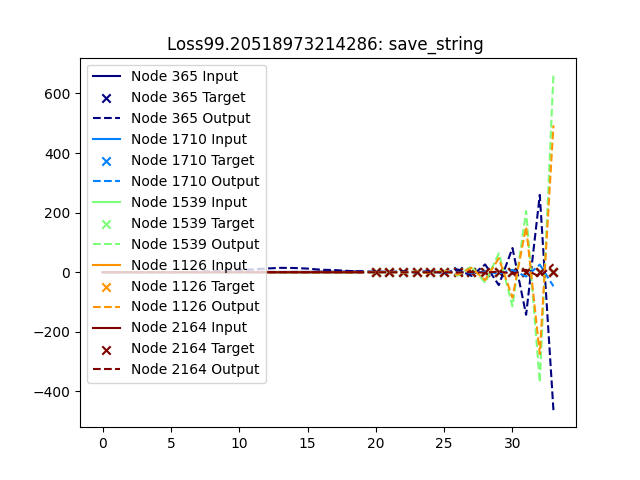 Loss99.20518973214286: save_string
600
400
200
0
−200
−400
0
5
10
15
20
25
30
Node 365 Input
Node 365 Target
Node 365 Output
Node 1710 Input
Node 1710 Target
Node 1710 Output
Node 1539 Input
Node 1539 Target
Node 1539 Output
Node 1126 Input
Node 1126 Target
Node 1126 Output
Node 2164 Input
Node 2164 Target
Node 2164 Output